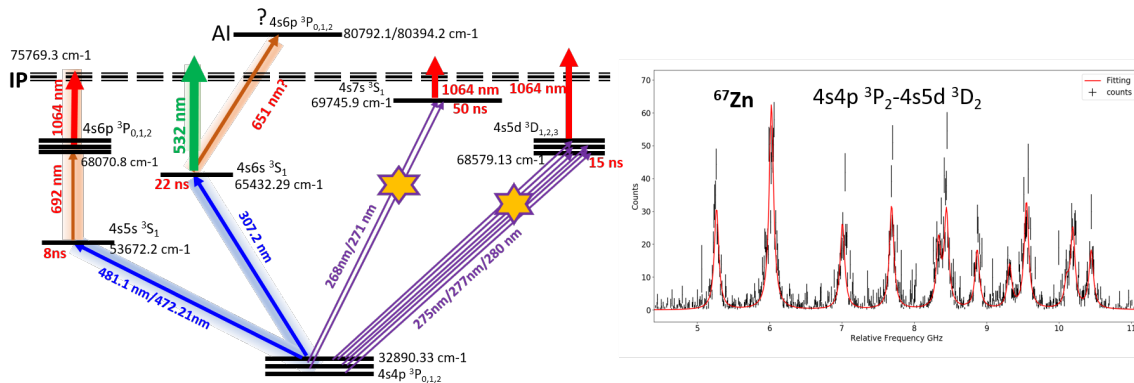 AI
? 4s6p ³P₀,₁,₂
80792.1/80394.2 cm-1
75769.3 cm-1
IP
1064 nm
532 nm
651 nm?
4s7s ³S₁
69745.9 cm-1
1064 nm
50 ns
1064 nm
4s6p ³P₀,₁,₂
68070.8 cm-1
4s5d ³D₁,₂,₃
68579.13 cm-1
15 ns
692 nm
22 ns
4s6s ³S₁
65432.29 cm-1
4s5s ³S₁
53672.2 cm-1
8ns
481.1 nm/472.21nm
307.2 nm
268nm/271 nm
275nm/277nm/280 nm
32890.33 cm-1
4s4p ³P₀,₁,₂
⁶⁷Zn
4s4p ³P₂-4s5d ³D₂
Fitting
counts
Counts
70
60
50
40
30
20
10
0
5 6 7 8 9 10 11
Relative Frequency GHz